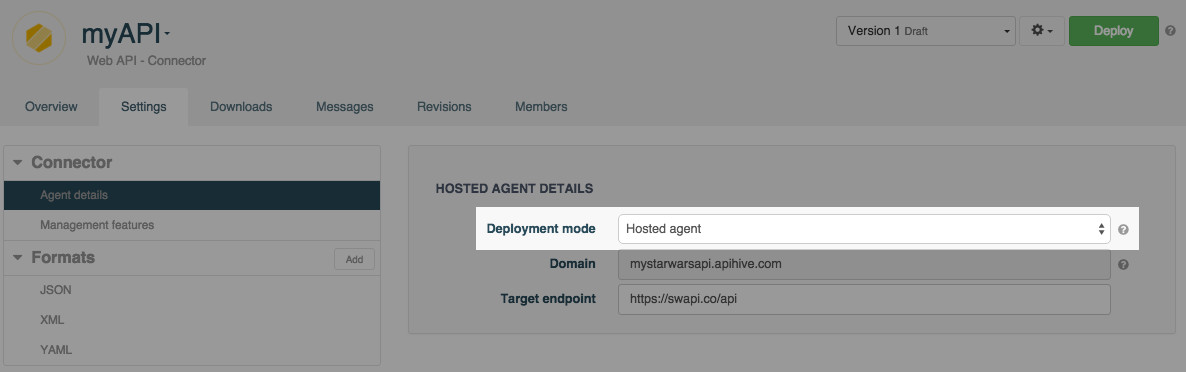 myAPI
Version 1 Draft
Deploy
Web API - Connector
Overview Settings Downloads Messages Revisions Members
Connector
Agent details
Management features
Formats Add
JSON
XML
YAML
HOSTED AGENT DETAILS
Deployment mode Hosted agent
Domain mystarwarsapi.apihive.com
Target endpoint https://swapi.co/api